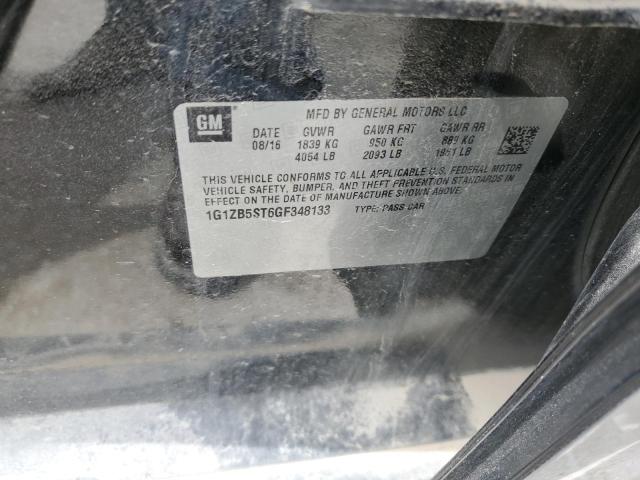 GM
MFD BY GENERAL MOTORS LLC
DATE GVWR GAWR FRT GAWR RR
08/16 1839 KG 950 KG 889 KG
4054 LB 2093 LB 1961 LB
THIS VEHICLE CONFORMS TO ALL APPLICABLE U.S. FEDERAL MOTOR
VEHICLE SAFETY, BUMPER, AND THEFT PREVENTION STANDARDS IN
EFFECT ON THE DATE OF MANUFACTURE SHOWN ABOVE.
1G1ZB5ST6GF348133 TYPE: PASS CAR